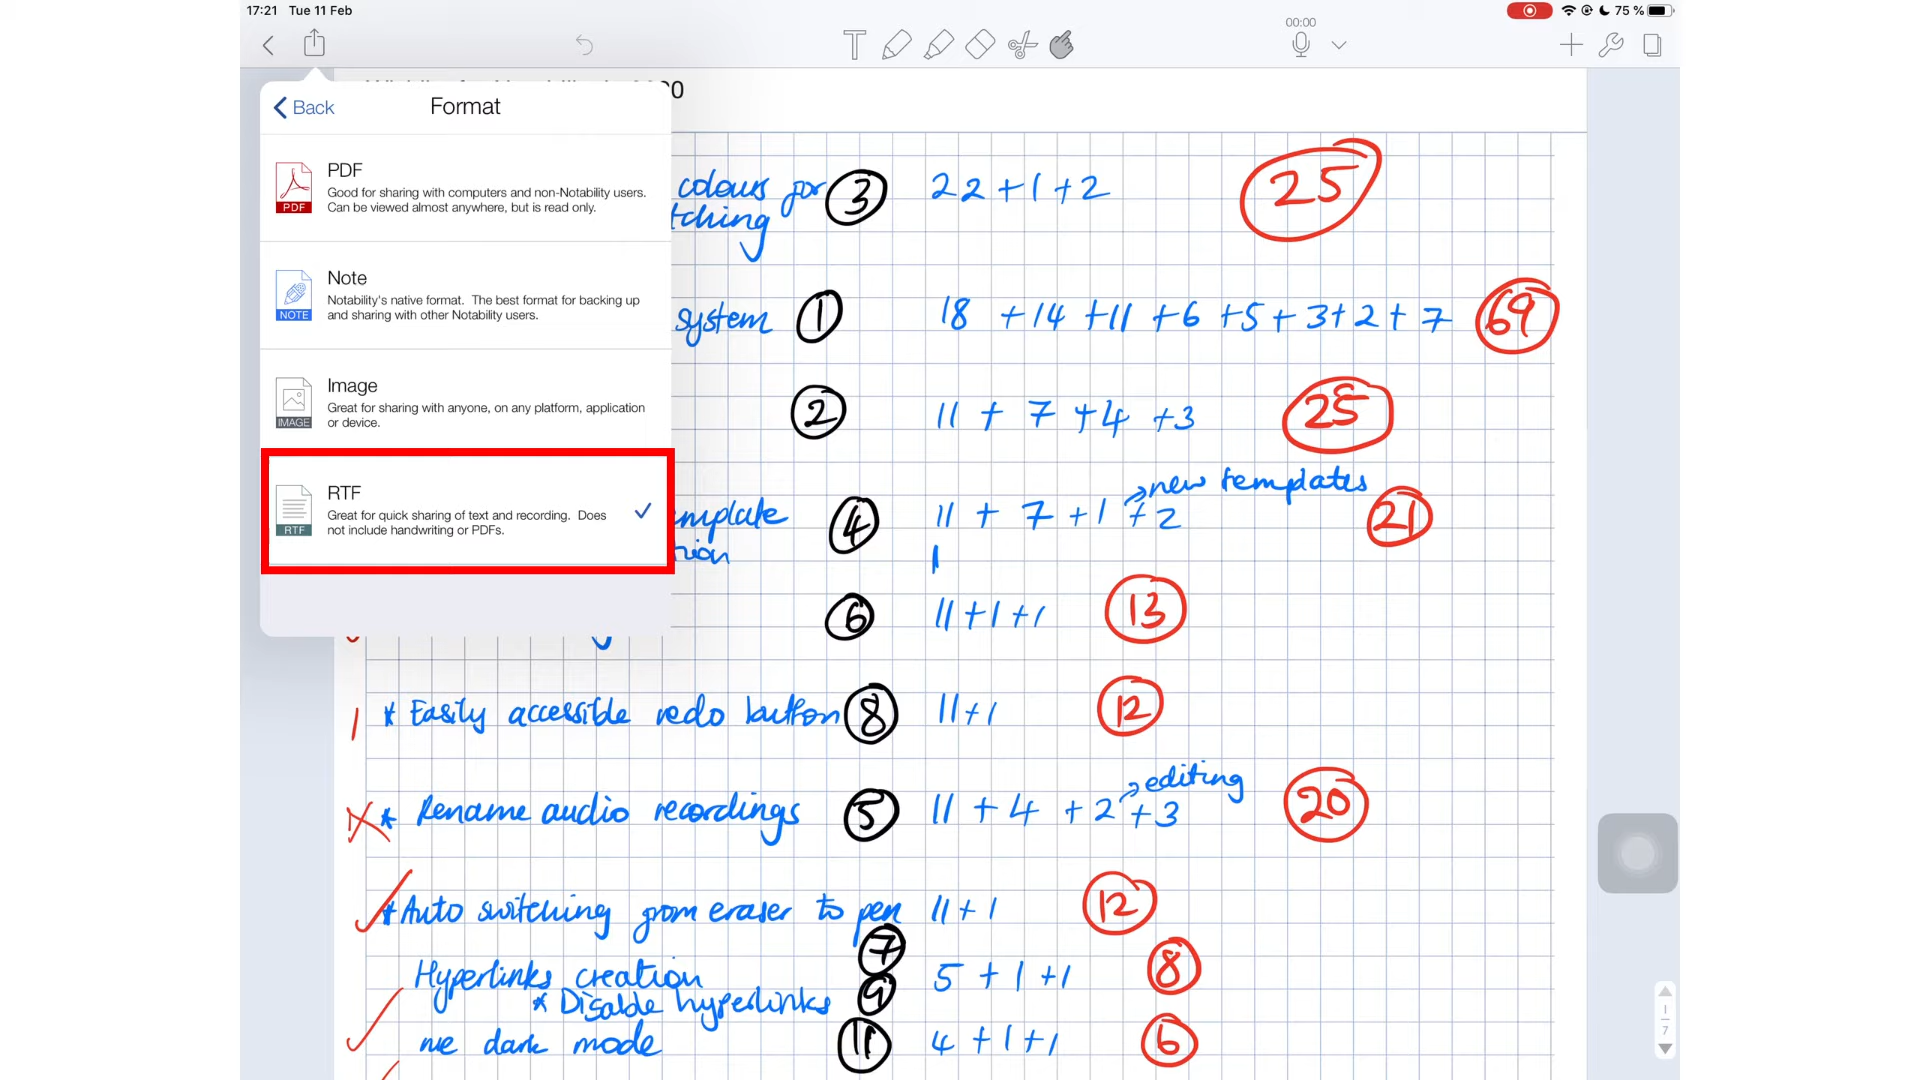 17:21 Tue 11 Feb
75 %
00:00
Back
Format
PDF
Good for sharing with computers and non-Notability users.
Can be viewed almost anywhere, but is read only.
PDF
Note
Notability's native format. The best format for backing up
and sharing with other Notability users.
NOTE
Image
Great for sharing with anyone, on any platform, application
or device.
IMAGE
RTF
Great for quick sharing of text and recording. Does
not include handwriting or PDFs.
RTF
colours for 3 22 + 1 + 2 25
tching
system 1 18 + 14 + 11 + 6 + 5 + 3 + 2 + 7 69
2 11 + 7 + 4 + 3 25
new templates
mplate 4 11 + 7 + 1 + 2 21
6 11 + 1 + 1 13
1 * Easily accessible redo button 8 11 + 1 12
editing
* Rename audio recordings 5 11 + 4 + 2 + 3 20
* Auto switching from eraser to pen 11 + 1 12
7
Hyperlinks creation 5 + 1 + 1 8
* Disable hyperlinks 9
dark mode 11 4 + 1 + 1 6
1
7